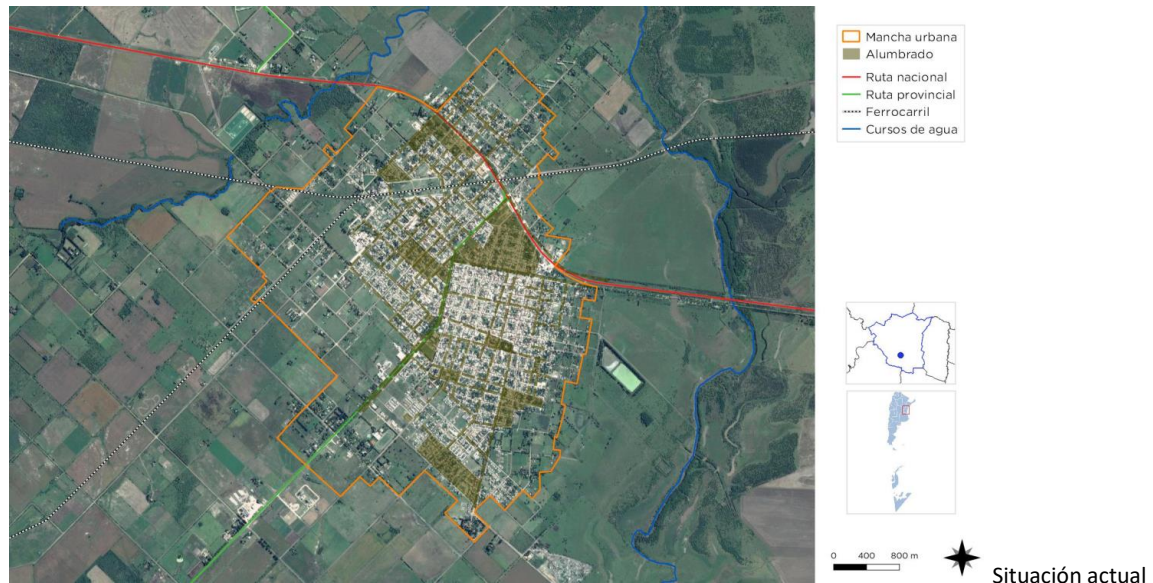 Mancha urbana
Alumbrado
Ruta nacional
Ruta provincial
Ferrocarril
Cursos de agua
0 400 800 m
Situación actual